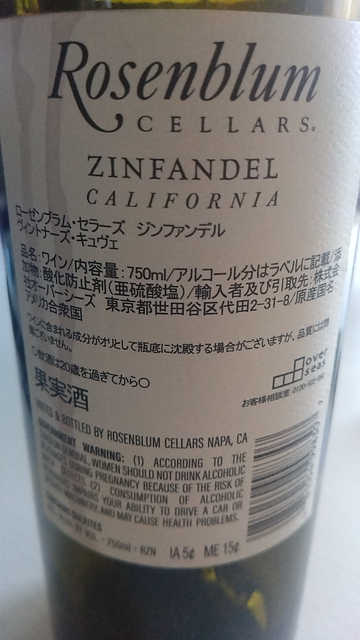 Rosenblum
CELLARS®
ZINFANDEL
CALIFORNIA
ローゼンブラム・セラーズ ジンファンデル
ヴィントナーズ・キュヴェ
品名:ワイン/内容量:750ml/アルコール分はラベルに記載/添
加物:酸化防止剤(亜硫酸塩)/輸入者及び引取先:株式会
社オーバーシーズ 東京都世田谷区代田2-31-8/原産国名:
アメリカ合衆国
ワインに含まれる成分がオリとして瓶底に沈殿する場合がございますが、品質には問
題ございません。
○飲酒は20歳を過ぎてから○
果実酒
over
seas
お客様相談室
& BOTTLED BY ROSENBLUM CELLARS NAPA, CA
GOVERNMENT WARNING: (1) ACCORDING TO THE
GENERAL, WOMEN SHOULD NOT DRINK ALCOHOLIC
DURING PREGNANCY BECAUSE OF THE RISK OF
(2) CONSUMPTION OF ALCOHOLIC
IMPAIRS YOUR ABILITY TO DRIVE A CAR OR
MACHINERY, AND MAY CAUSE HEALTH PROBLEMS.
CONTAINS SULFITES
BY VOL. • 750ml • RZN IA 5¢ ME 15¢